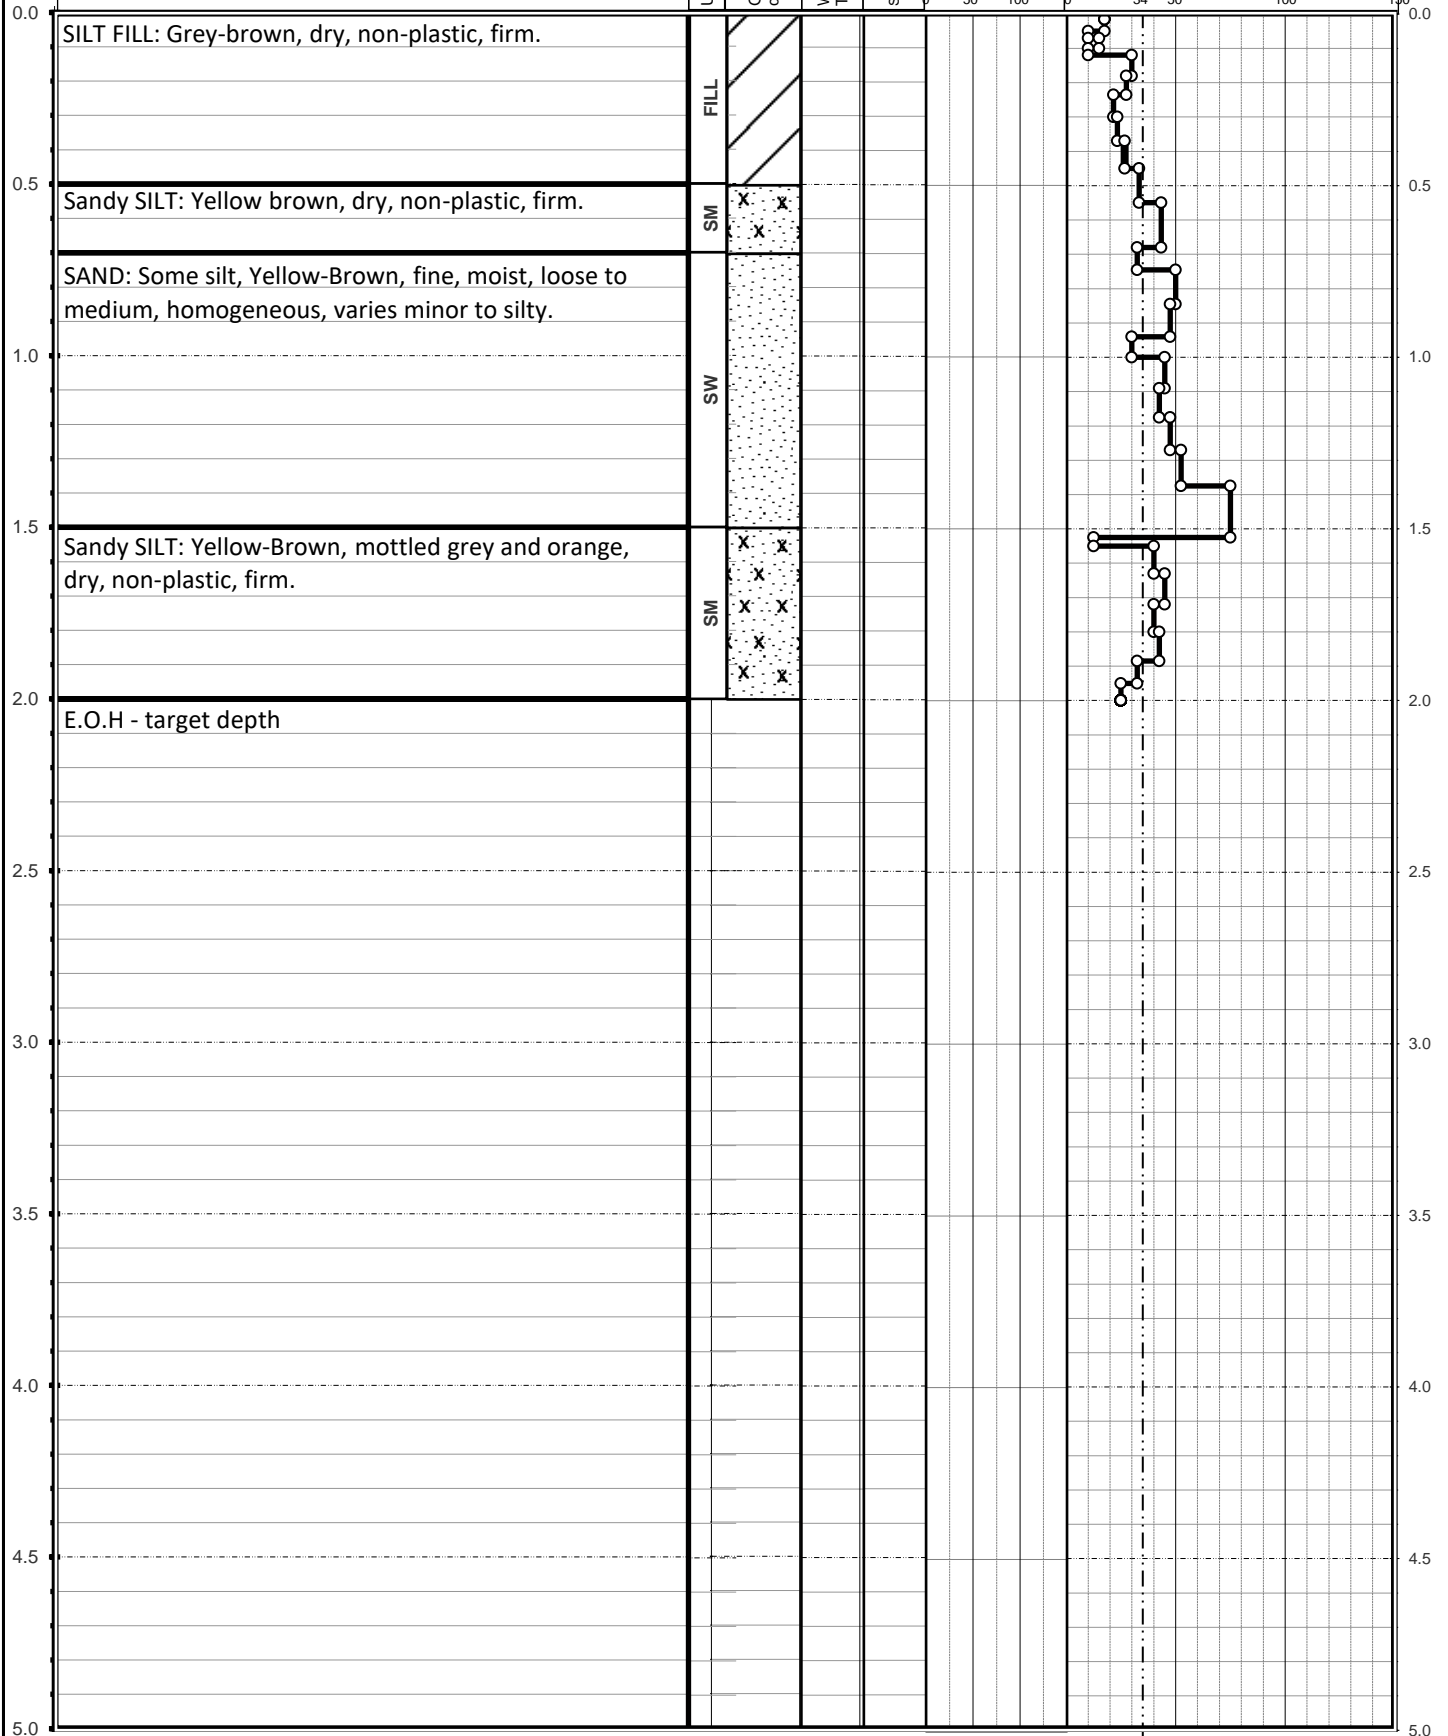 50 100 34 50 100
0.0 0.0
SILT FILL: Grey-brown, dry, non-plastic, firm.
FILL
0.5 0.5
Sandy SILT: Yellow brown, dry, non-plastic, firm.
SM
SAND: Some silt, Yellow-Brown, fine, moist, loose to
medium, homogeneous, varies minor to silty.
1.0 1.0
SW
1.5 1.5
Sandy SILT: Yellow-Brown, mottled grey and orange,
dry, non-plastic, firm.
SM
2.0 2.0
E.O.H - target depth
2.5 2.5
3.0 3.0
3.5 3.5
4.0 4.0
4.5 4.5
5.0 5.0